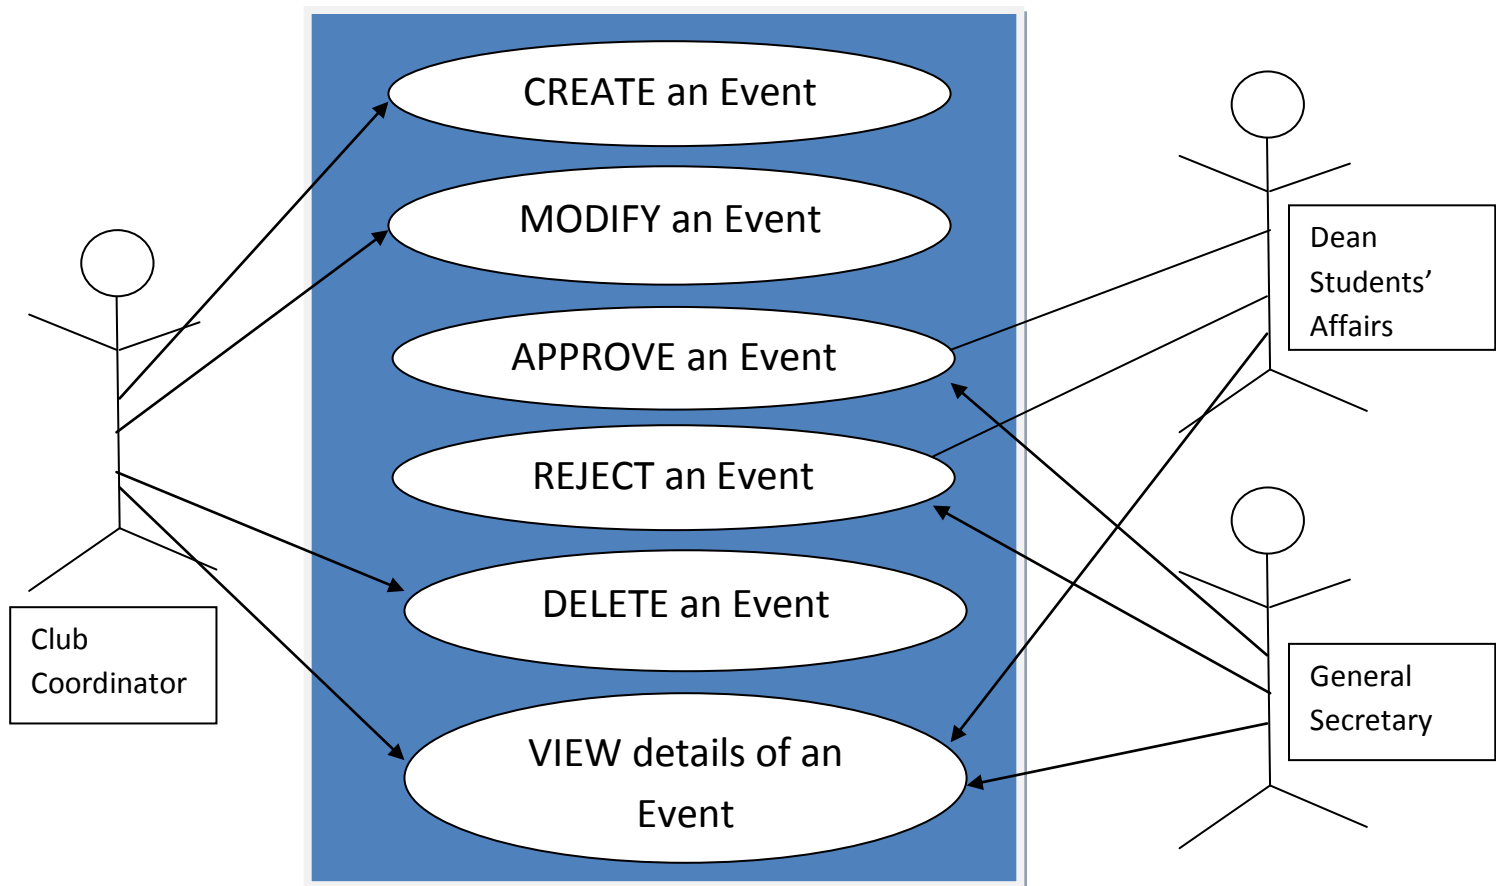 CREATE an Event
MODIFY an Event
APPROVE an Event
REJECT an Event
DELETE an Event
VIEW details of an
Event
Club
Coordinator
Dean
Students’
Affairs
General
Secretary